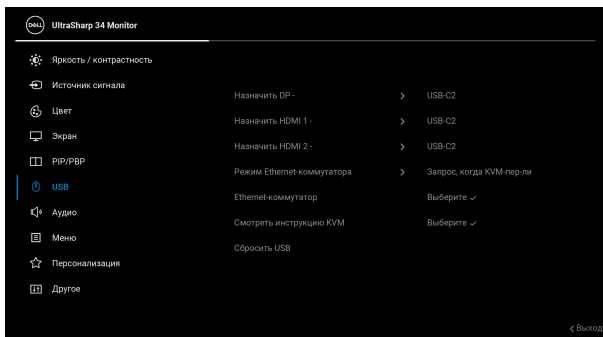 DELL UltraSharp 34 Monitor
Яркость / контрастность
Источник сигнала
Цвет
Экран
PIP/PBP
USB
Аудио
Меню
Персонализация
Другое
Назначить DP - USB-C2
Назначить HDMI 1 - USB-C2
Назначить HDMI 2 - USB-C2
Режим Ethernet-коммутатора Запрос, когда KVM-пер-ли
Ethernet-коммутатор Выберите
Смотреть инструкцию KVM Выберите
Сбросить USB
Выход